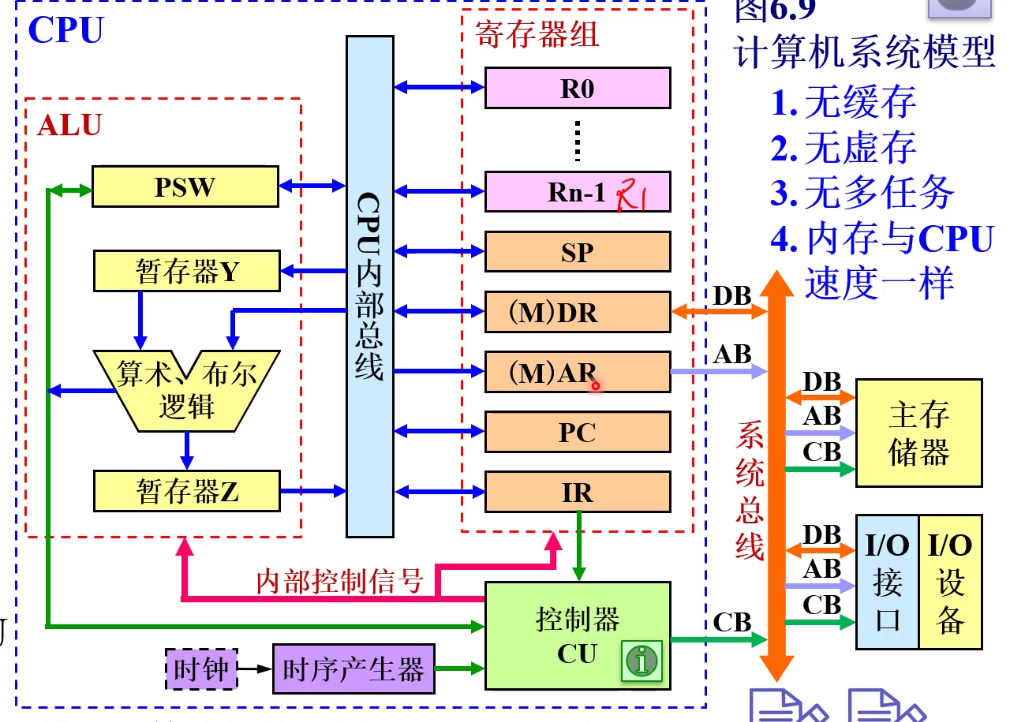 CPU
寄存器组
图6.9
计算机系统模型
1. 无缓存
2. 无虚存
3. 无多任务
4. 内存与CPU
速度一样
ALU
PSW
暂存器Y
算术、布尔
逻辑
暂存器Z
CPU内部总线
R0
Rn-1 R1
SP
(M)DR
(M)AR
PC
IR
DB
AB
系统总线
DB
AB
CB
主存
储器
DB
AB
CB
I/O
接
口
I/O
设
备
内部控制信号
控制器
CU
CB
时钟
时序产生器